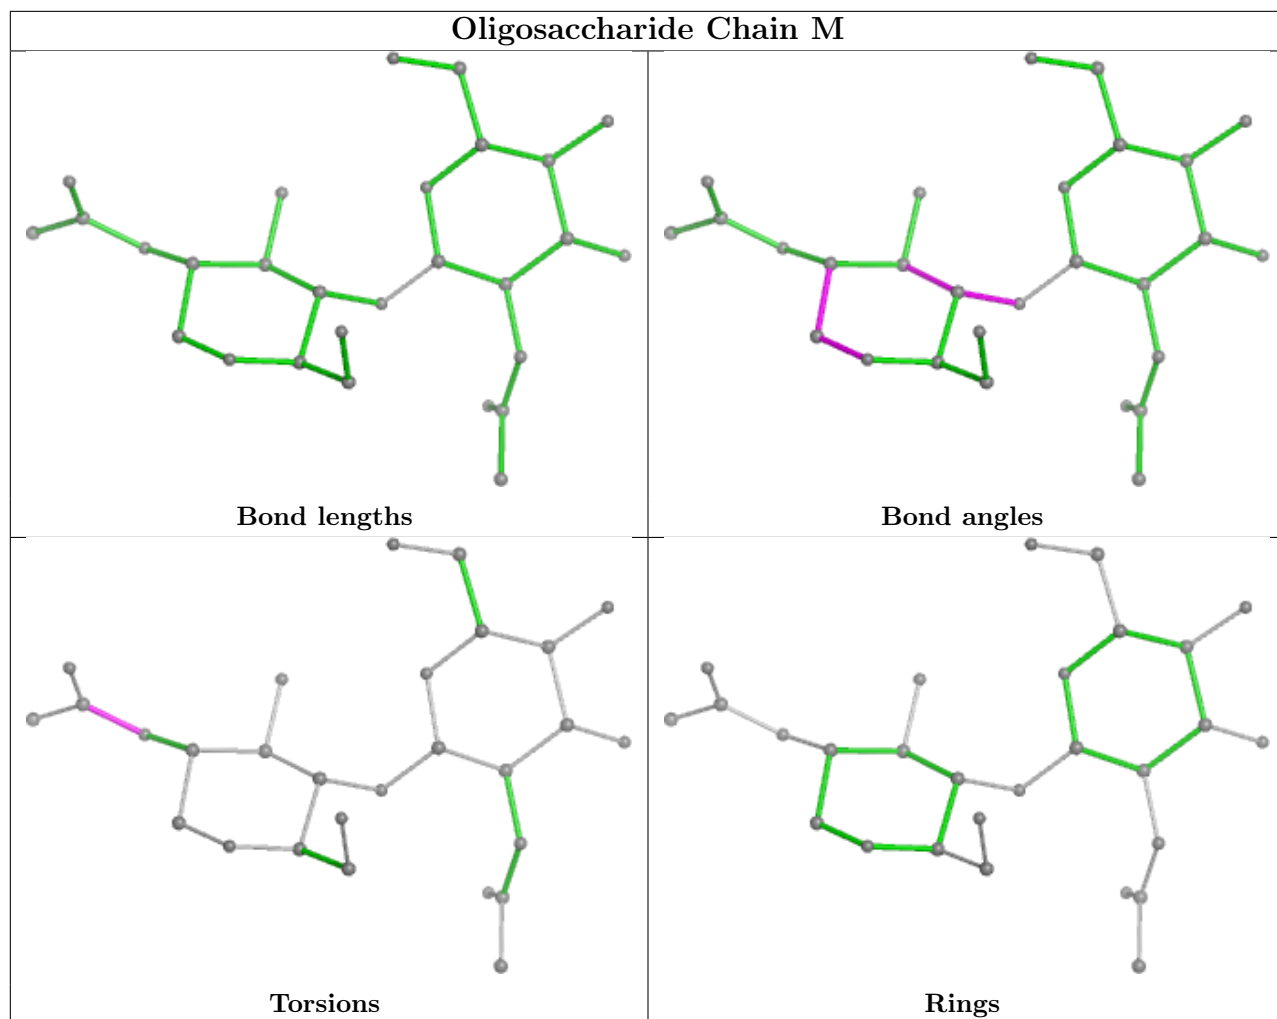 Oligosaccharide Chain M
Bond lengths
Bond angles
Torsions
Rings